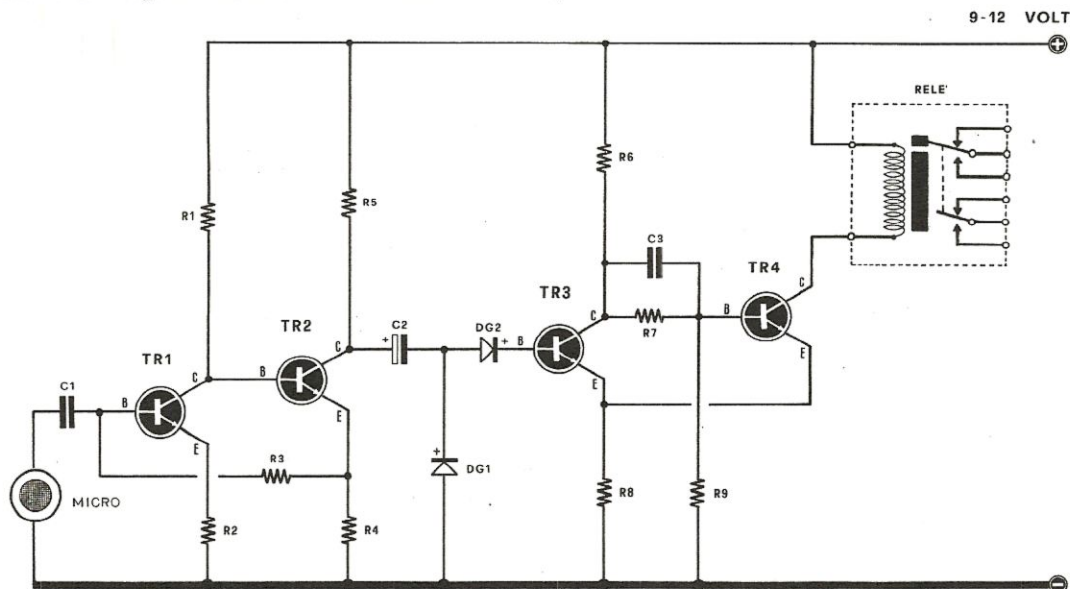 9-12 VOLT
+
RELE'
R1
R5
R6
C3
TR4
C
TR3
C
R7
B
E
TR2
C
C2
+
DG2
+
B
E
TR1
C
B
E
C1
B
E
R3
+
DG1
MICRO
R2
R4
R8
R9
-